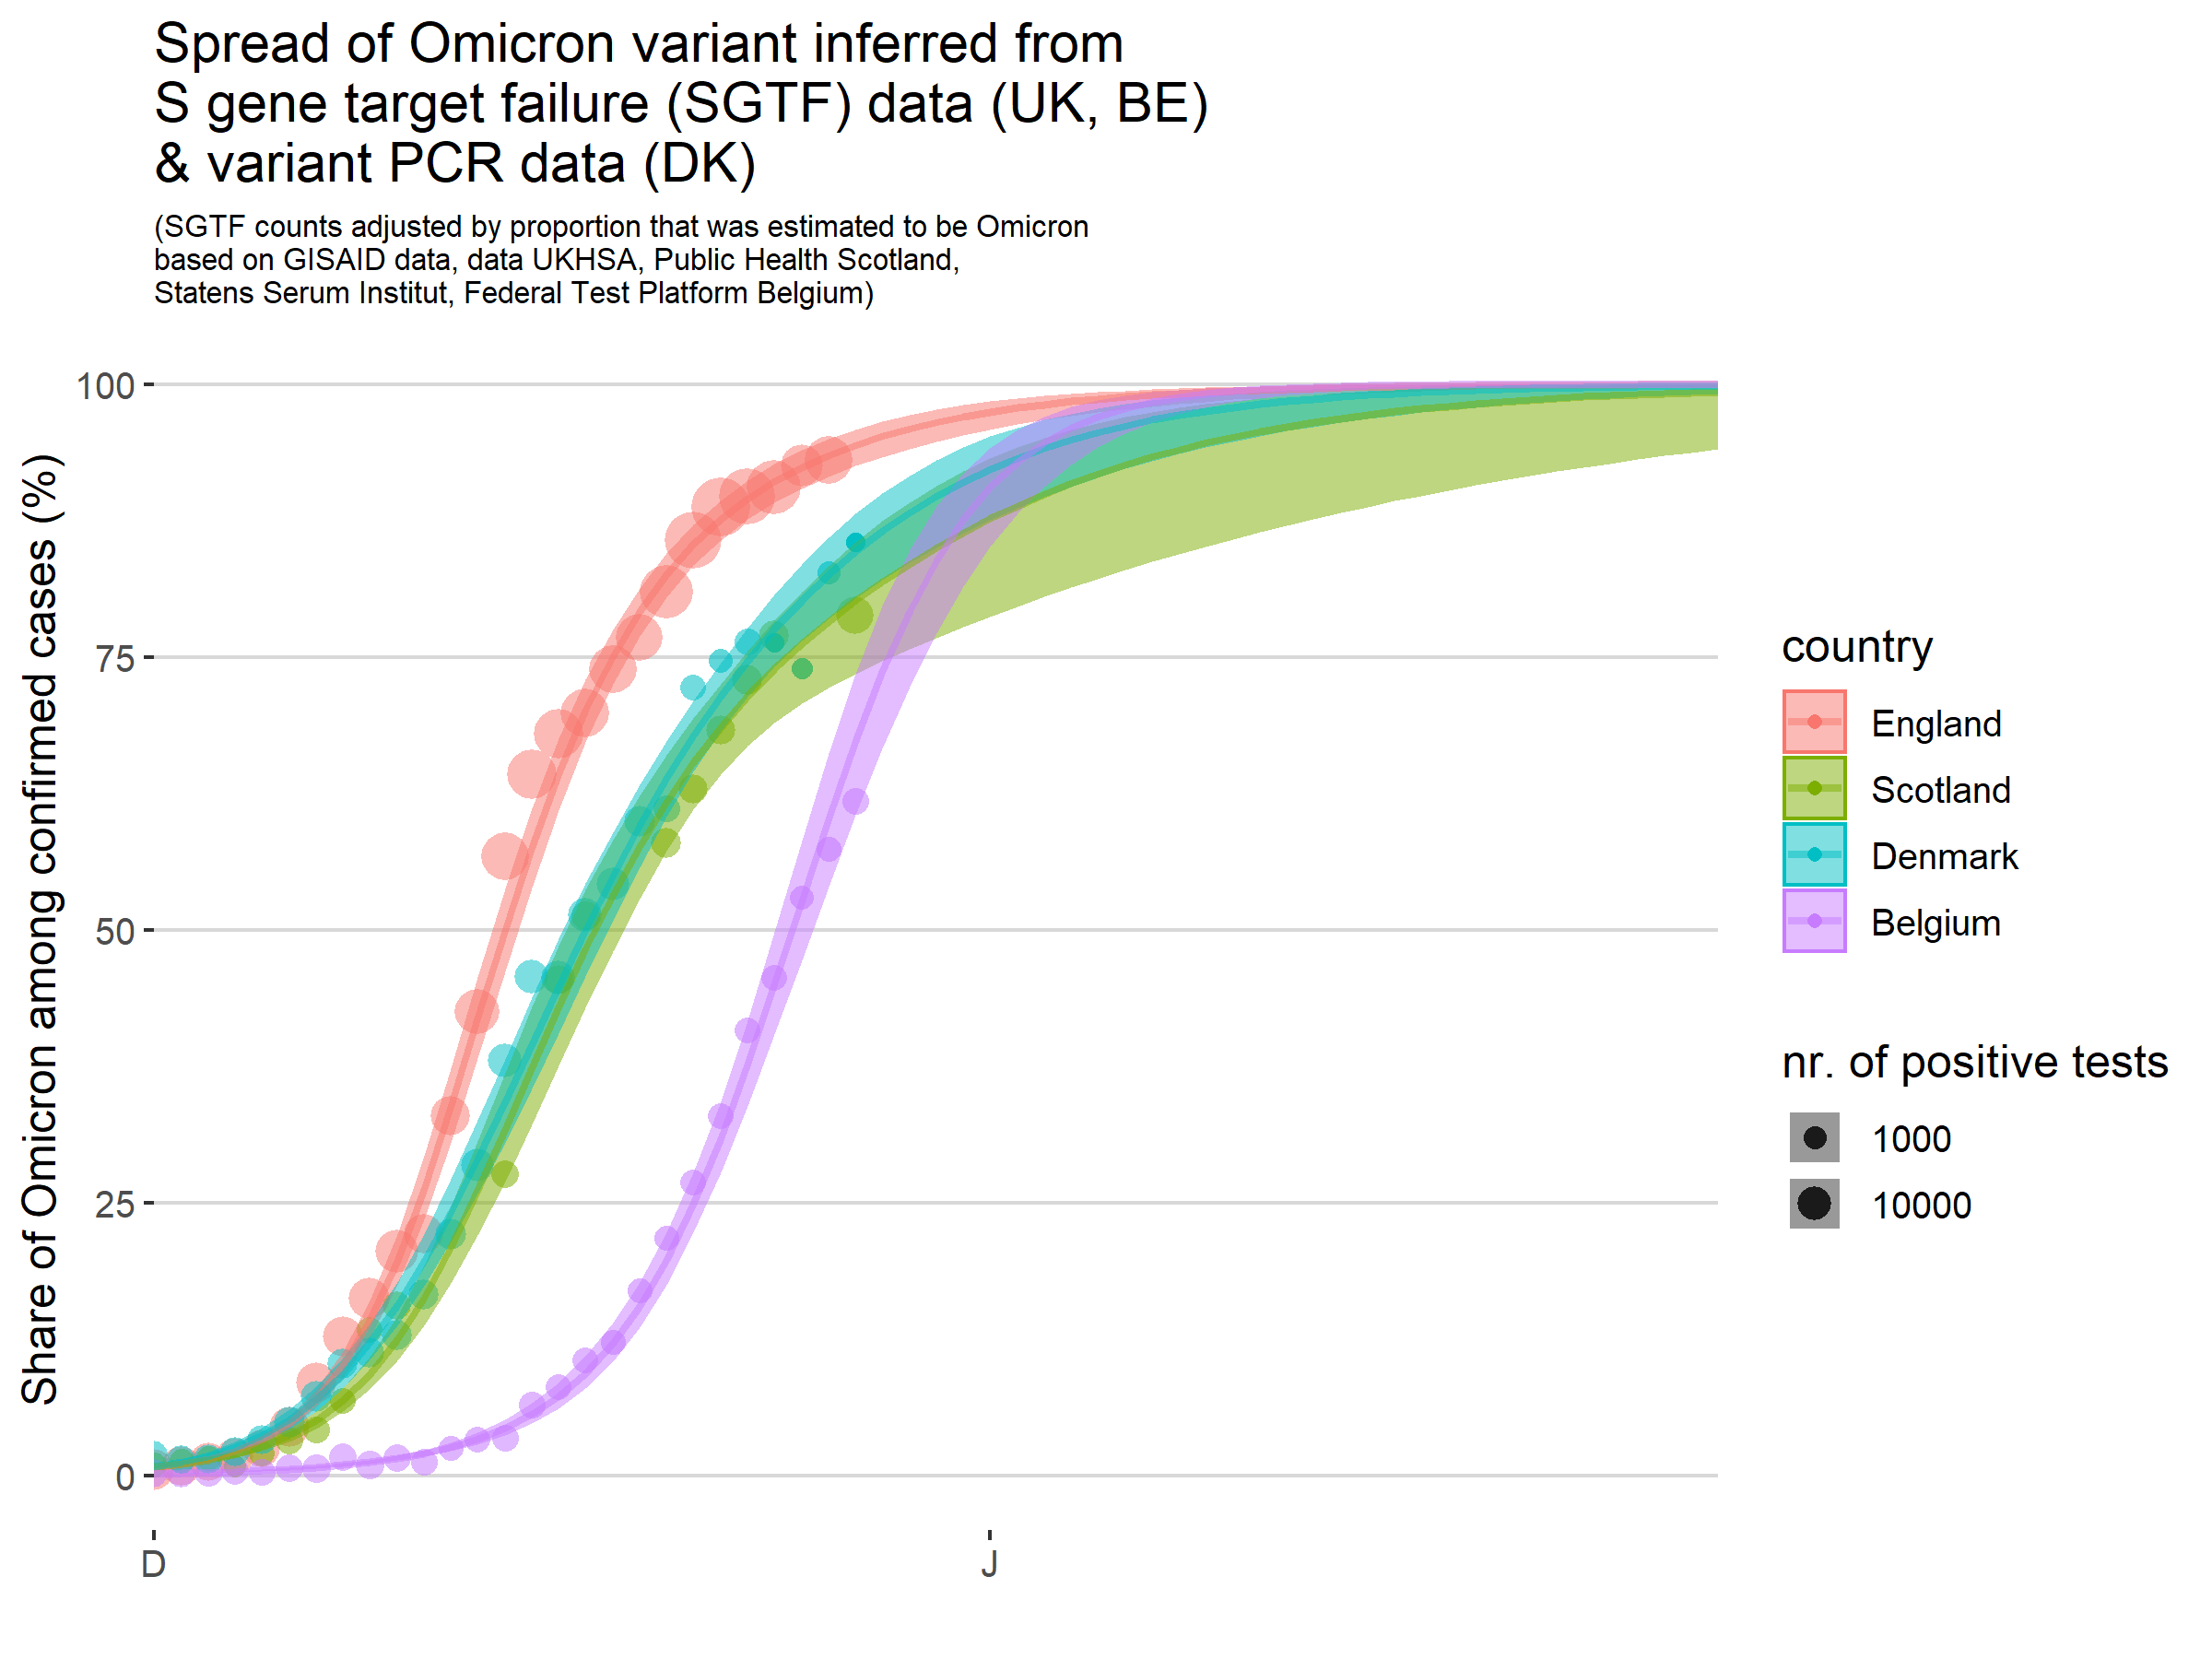 Spread of Omicron variant inferred from
S gene target failure (SGTF) data (UK, BE)
& variant PCR data (DK)
(SGTF counts adjusted by proportion that was estimated to be Omicron
based on GISAID data, data UKHSA, Public Health Scotland,
Statens Serum Institut, Federal Test Platform Belgium)
Share of Omicron among confirmed cases (%)
100
75
50
25
0
D
J
country
England
Scotland
Denmark
Belgium
nr. of positive tests
1000
10000